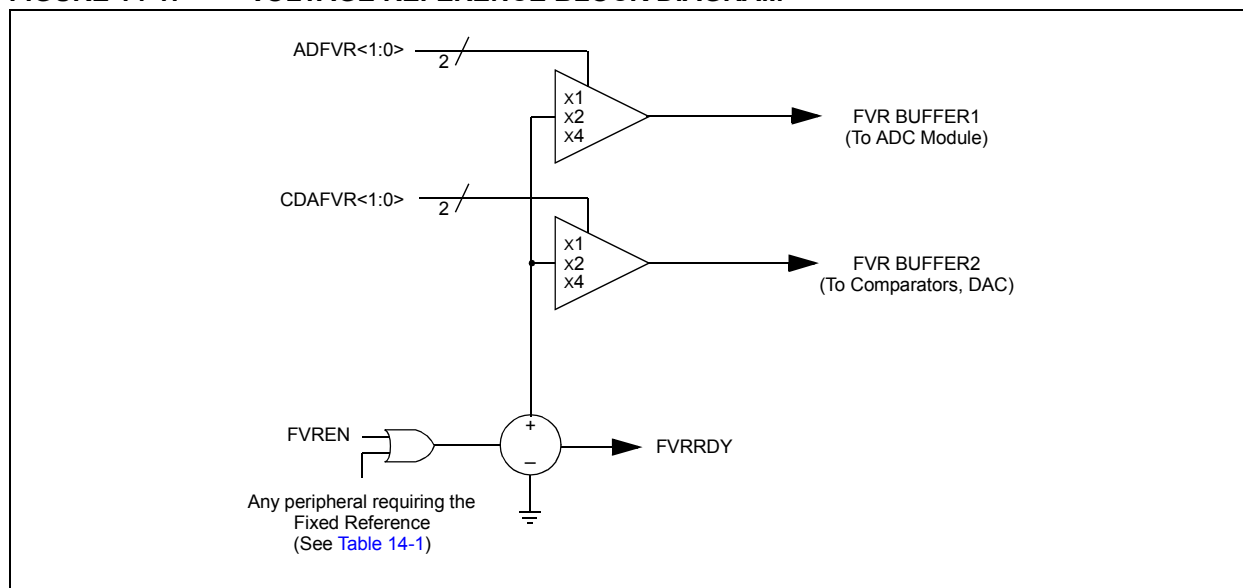 ADFVR<1:0>
2
x1
x2
x4
FVR BUFFER1
(To ADC Module)
CDAFVR<1:0>
2
x1
x2
x4
FVR BUFFER2
(To Comparators, DAC)
FVREN
+
_
FVRRDY
Any peripheral requiring the
Fixed Reference
(See Table 14-1)